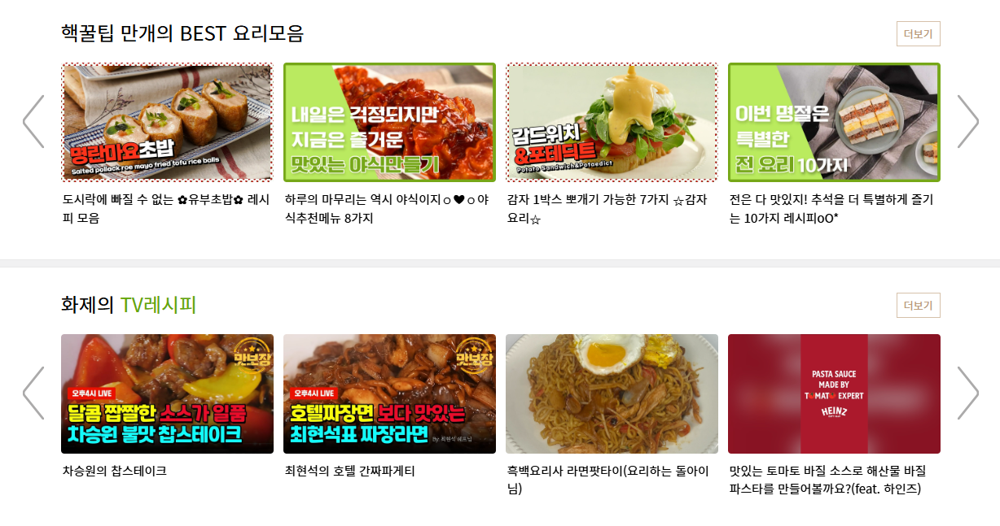 핵꿀팁 만개의 BEST 요리모음
더보기
명란마요초밥
Salted pollack roe mayo fried tofu rice balls
내일은 걱정되지만
지금은 즐거운
맛있는 야식만들기
감드위치
&포테딕트
Potato Sandwich&Potaedict
이번 명절은
특별한
전 요리 10가지
도시락에 빠질 수 없는 ✿유부초밥✿ 레시
피 모음
하루의 마무리는 역시 야식이지ㅇ♥ㅇ야
식추천메뉴 8가지
감자 1박스 뽀개기 가능한 7가지 ☆감자
요리☆
전은 다 맛있지! 추석을 더 특별하게 즐기
는 10가지 레시피oO*
화제의 TV레시피
더보기
맛보장
오후4시 LIVE
달콤 짭짤한 소스가 일품
차승원 불맛 찹스테이크
맛보장
오후4시 LIVE
호텔짜장면 보다 맛있는
최현석표 짜장라면
By. 최현석 셰프님
PASTA SAUCE
MADE BY
TOMATO EXPERT
HEINZ
차승원의 찹스테이크
최현석의 호텔 간짜파게티
흑백요리사 라면팟타이(요리하는 돌아이
님)
맛있는 토마토 바질 소스로 해산물 바질
파스타를 만들어볼까요?(feat. 하인즈)